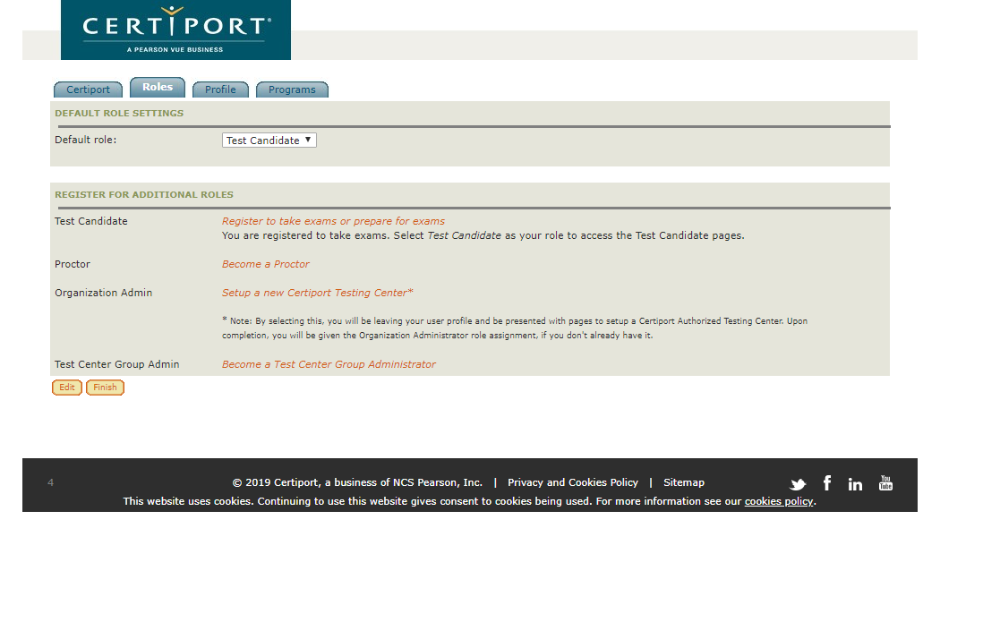 CERTIPORT®
A PEARSON VUE BUSINESS
Certiport Roles Profile Programs
DEFAULT ROLE SETTINGS
Default role: Test Candidate
REGISTER FOR ADDITIONAL ROLES
Test Candidate Register to take exams or prepare for exams
You are registered to take exams. Select Test Candidate as your role to access the Test Candidate pages.
Proctor Become a Proctor
Organization Admin Setup a new Certiport Testing Center*
* Note: By selecting this, you will be leaving your user profile and be presented with pages to setup a Certiport Authorized Testing Center. Upon
completion, you will be given the Organization Administrator role assignment, if you don't already have it.
Test Center Group Admin Become a Test Center Group Administrator
Edit Finish
4 © 2019 Certiport, a business of NCS Pearson, Inc. | Privacy and Cookies Policy | Sitemap f in You Tube
This website uses cookies. Continuing to use this website gives consent to cookies being used. For more information see our cookies policy.